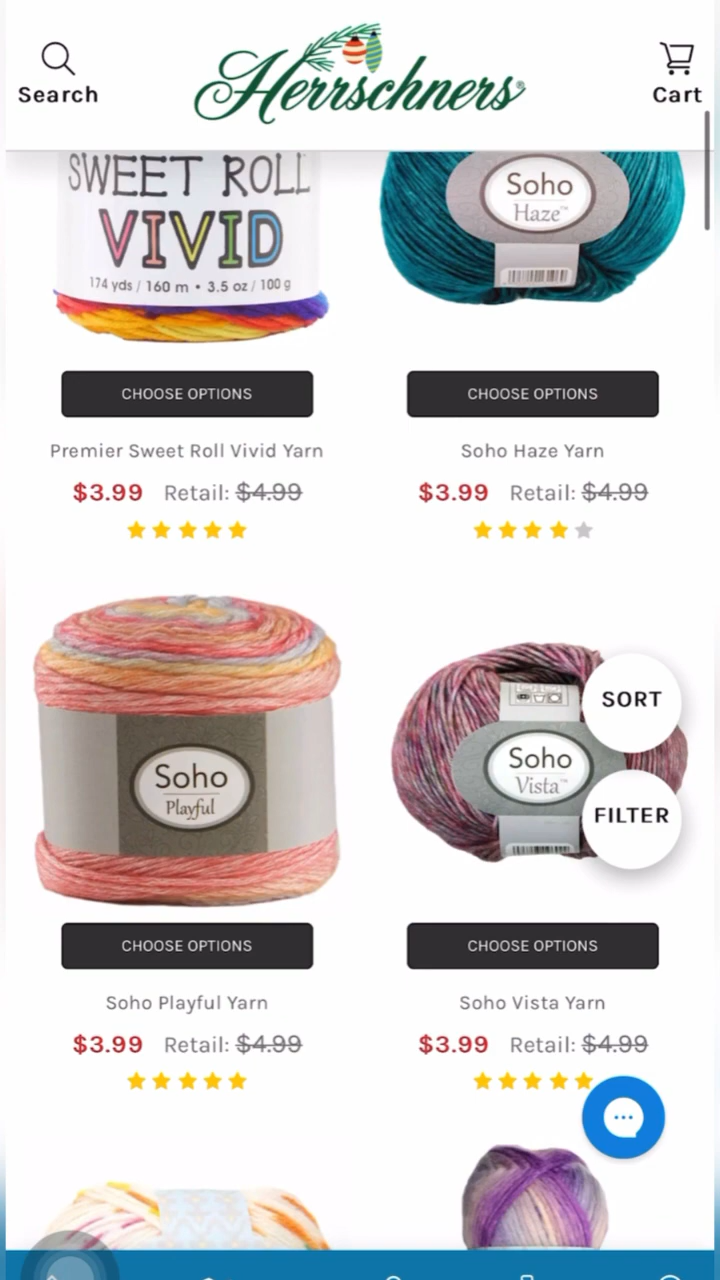 Search
Herrschners®
Cart
SWEET ROLL
VIVID
174 yds / 160 m • 3.5 oz / 100 g
Soho
Haze™
CHOOSE OPTIONS
CHOOSE OPTIONS
Premier Sweet Roll Vivid Yarn
Soho Haze Yarn
$3.99 Retail: $4.99
$3.99 Retail: $4.99
Soho
Playful
Soho
Vista™
SORT
FILTER
CHOOSE OPTIONS
CHOOSE OPTIONS
Soho Playful Yarn
Soho Vista Yarn
$3.99 Retail: $4.99
$3.99 Retail: $4.99